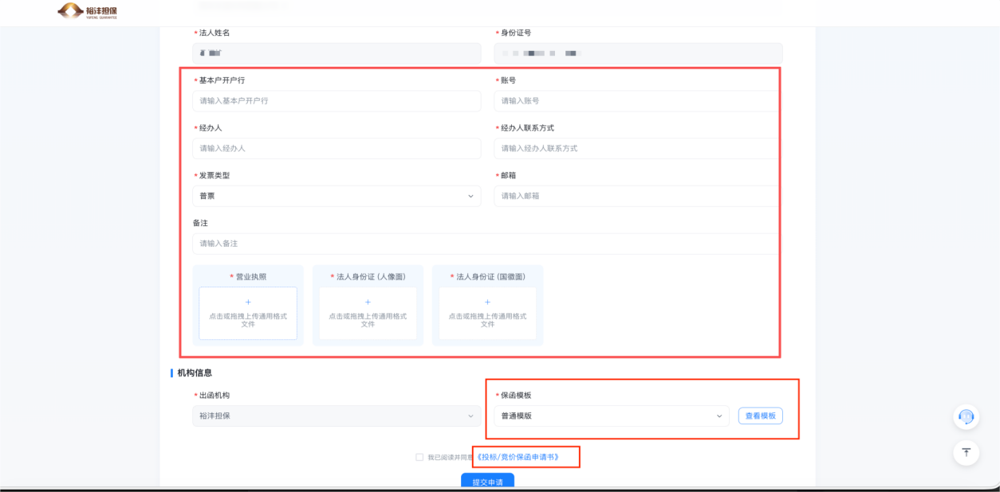 裕沣担保
YUFENG GUARANTEE
* 法人姓名
* 身份证号
* 基本户开户行
* 账号
请输入基本户开户行
请输入账号
* 经办人
* 经办人联系方式
请输入经办人
请输入经办人联系方式
* 发票类型
* 邮箱
普票
请输入邮箱
备注
请输入备注
* 营业执照
* 法人身份证 (人像面)
* 法人身份证 (国徽面)
+
点击或拖拽上传通用格式
文件
+
点击或拖拽上传通用格式
文件
+
点击或拖拽上传通用格式
文件
机构信息
* 出函机构
* 保函模板
裕沣担保
普通模版
查看模板
我已阅读并同意《投标/竞价保函申请书》
提交申请